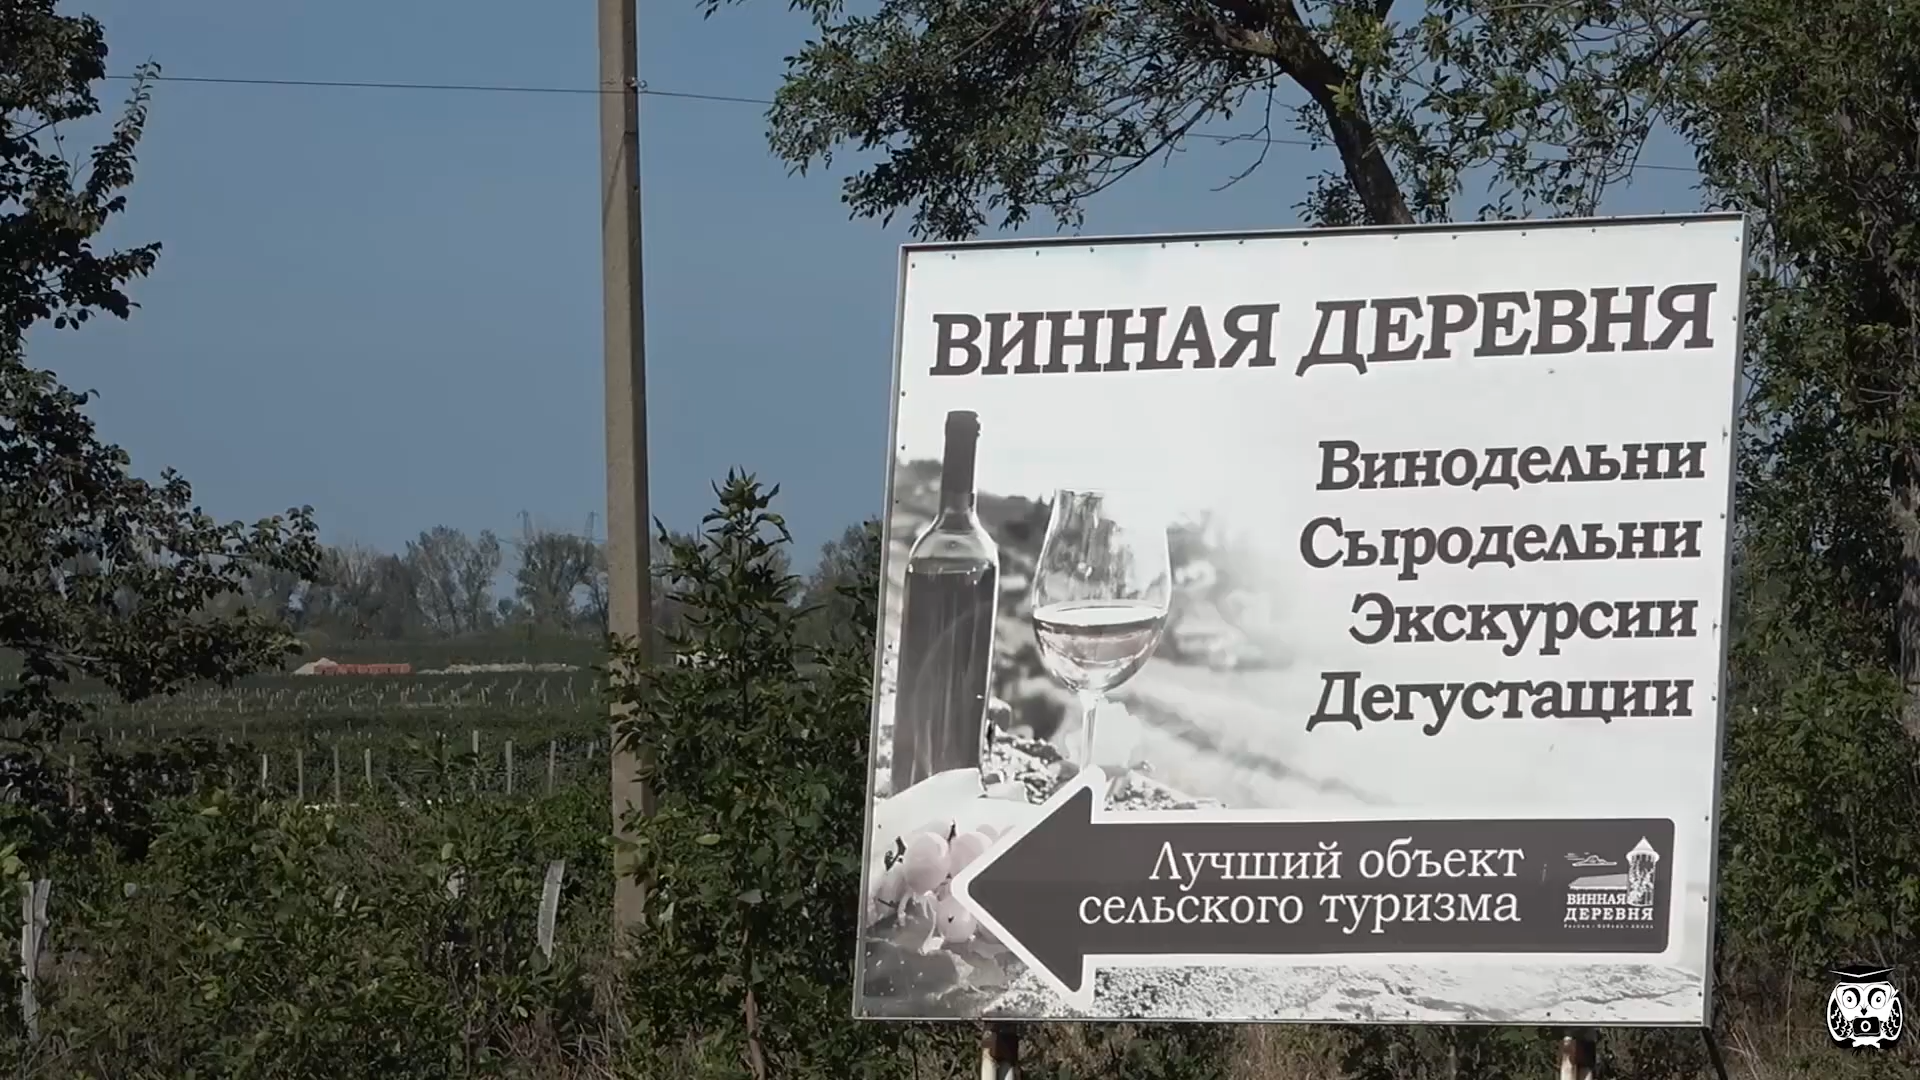 ВИННАЯ ДЕРЕВНЯ
Винодельни
Сыродельни
Экскурсии
Дегустации
Лучший объект
сельского туризма
ВИННАЯ
ДЕРЕВНЯ